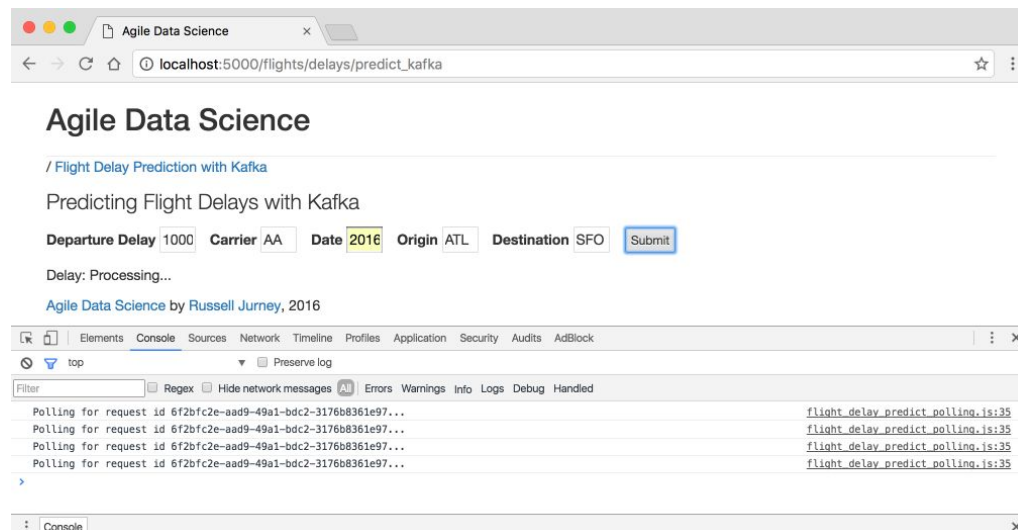 Agile Data Science
localhost:5000/flights/delays/predict_kafka
Agile Data Science
/ Flight Delay Prediction with Kafka
Predicting Flight Delays with Kafka
Departure Delay 1000 Carrier AA Date 2016 Origin ATL Destination SFO Submit
Delay: Processing...
Agile Data Science by Russell Jurney, 2016
Elements Console Sources Network Timeline Profiles Application Security Audits AdBlock
top Preserve log
Filter Regex Hide network messages All Errors Warnings Info Logs Debug Handled
Polling for request id 6f2bfc2e-aad9-49a1-bdc2-3176b8361e97... flight_delay_predict_polling.js:35
Polling for request id 6f2bfc2e-aad9-49a1-bdc2-3176b8361e97... flight_delay_predict_polling.js:35
Polling for request id 6f2bfc2e-aad9-49a1-bdc2-3176b8361e97... flight_delay_predict_polling.js:35
Polling for request id 6f2bfc2e-aad9-49a1-bdc2-3176b8361e97... flight_delay_predict_polling.js:35
Console